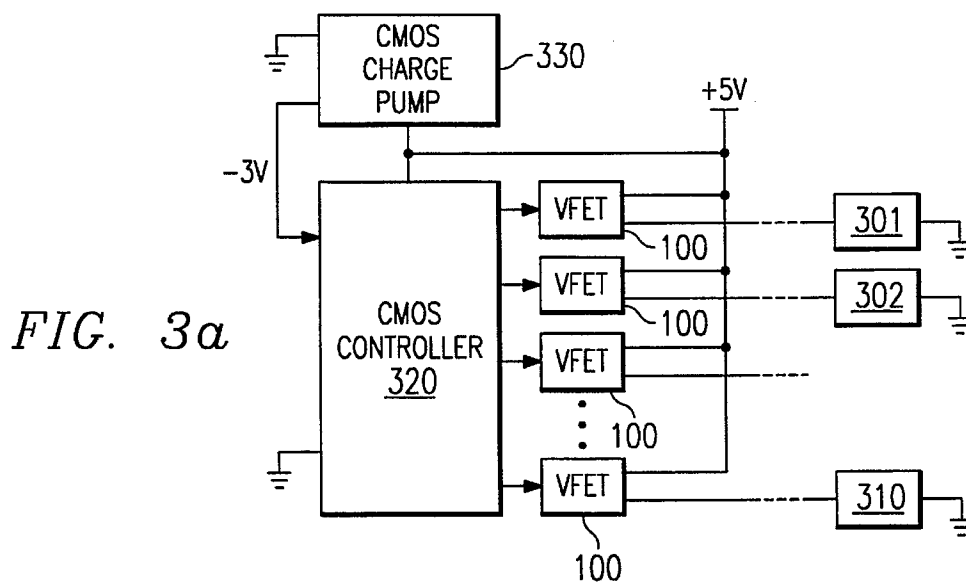 CMOS
CHARGE
PUMP
330
+5V
-3V
VFET
301
100
VFET
302
100
CMOS
CONTROLLER
320
FIG. 3a
VFET
100
VFET
310
100